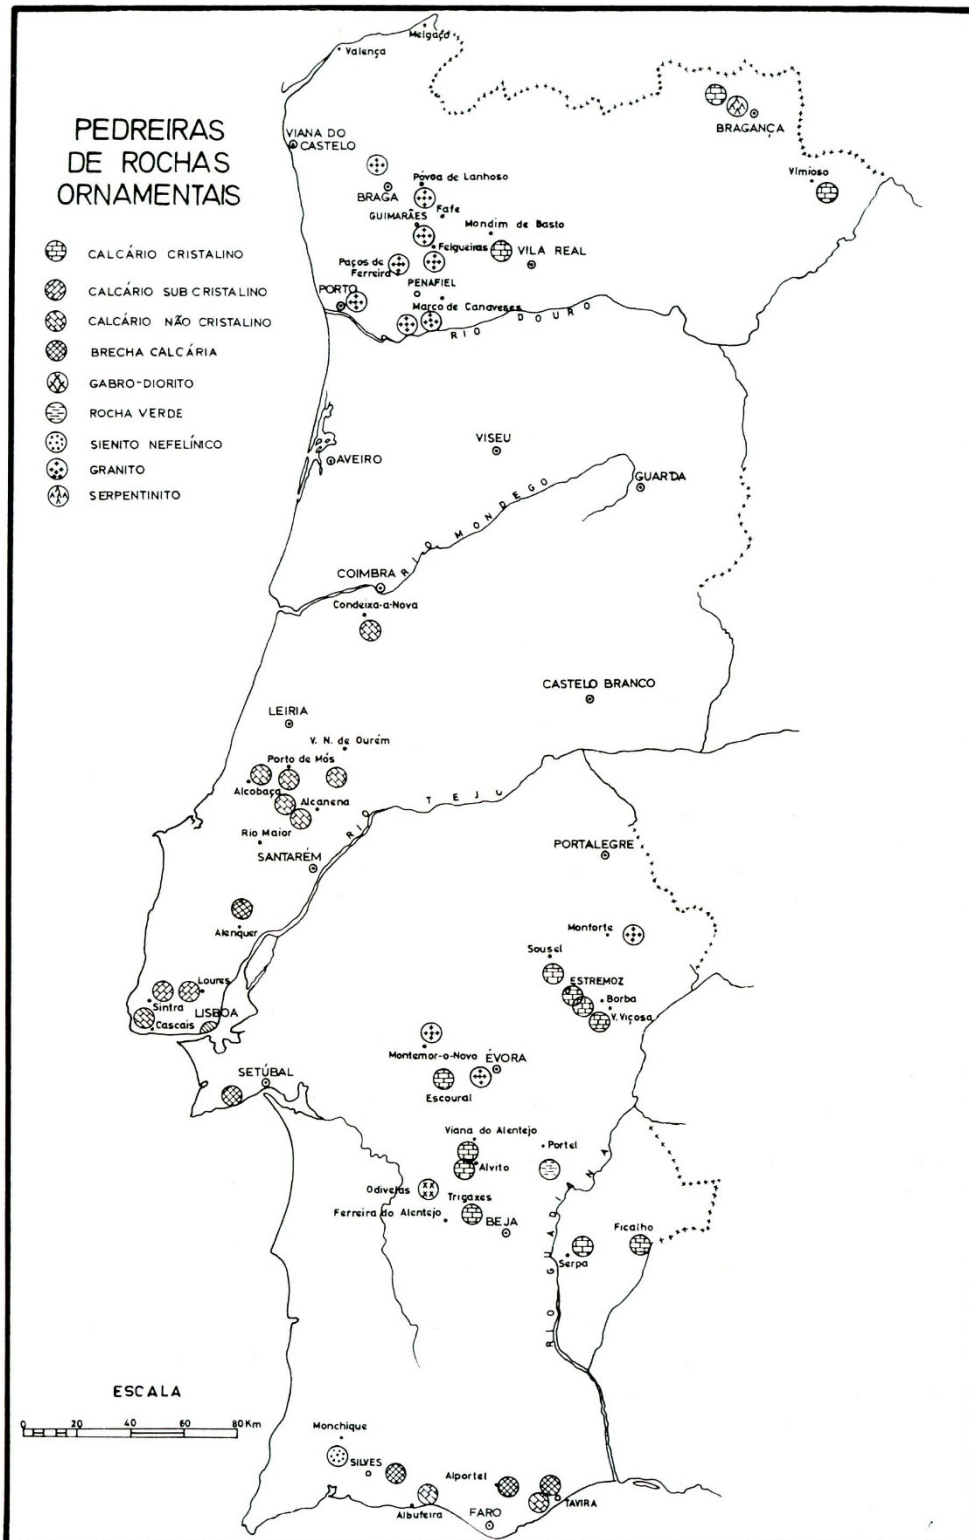 Melgaço
Valença
PEDREIRAS
DE ROCHAS
ORNAMENTAIS
BRAGANÇA
VIANA DO
CASTELO
Vimioso
Póvoa de Lanhoso
BRAGA
Fafe
GUIMARÃES
Mondim de Basto
Felgueiras
VILA REAL
CALCÁRIO CRISTALINO
Paços de
Ferreira
PENAFIEL
CALCÁRIO SUB CRISTALINO
PORTO
Marco de Canaveses
RIO DOURO
CALCÁRIO NÃO CRISTALINO
BRECHA CALCÁRIA
GABRO-DIORITO
ROCHA VERDE
SIENITO NEFELÍNICO
GRANITO
SERPENTINITO
VISEU
AVEIRO
GUARDA
RIO MONDEGO
COIMBRA
Condeixa-a-Nova
CASTELO BRANCO
LEIRIA
V. N. de Ourém
Porto de Mós
Alcobaça
Alcanena
RIO TEJU
Rio Maior
SANTARÉM
PORTALEGRE
Alenquer
Monforte
Sousel
ESTREMOZ
Borba
V. Viçosa
Loures
Sintra
LISBOA
Cascais
Montemor-o-Novo
ÉVORA
SETÚBAL
Escoural
Viana do Alentejo
Portel
Alvito
Odivelas
Trigaxes
Ferreira do Alentejo
BEJA
RIO GUADIANA
Ficalho
Serpa
ESCALA
0 20 40 60 80 Km
Monchique
SILVES
Alportel
Albufeira
FARO
TAVIRA